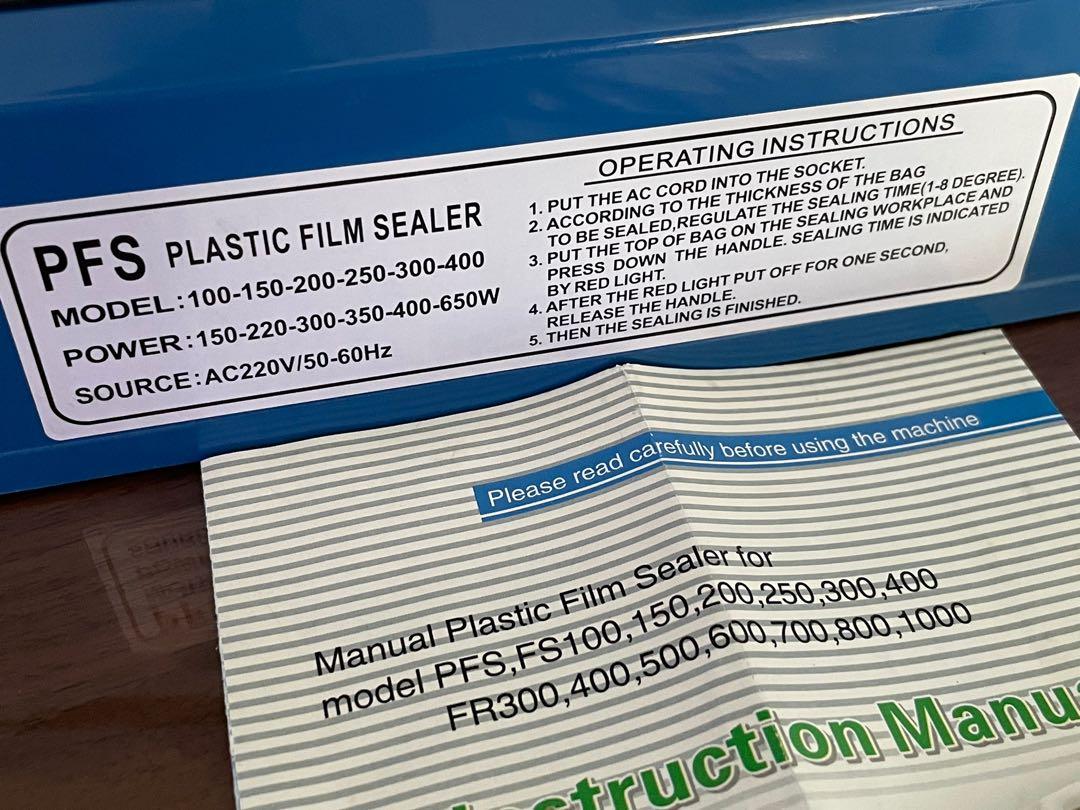 PFS PLASTIC FILM SEALER
MODEL:100-150-200-250-300-400
POWER:150-220-300-350-400-650W
SOURCE:AC220V/50-60Hz
OPERATING INSTRUCTIONS
1. PUT THE AC CORD INTO THE SOCKET.
2. ACCORDING TO THE THICKNESS OF THE BAG
TO BE SEALED,REGULATE THE SEALING TIME(1-8 DEGREE).
3. PUT THE TOP OF BAG ON THE SEALING WORKPLACE AND
PRESS DOWN THE HANDLE. SEALING TIME IS INDICATED
BY RED LIGHT.
4. AFTER THE RED LIGHT PUT OFF FOR ONE SECOND,
RELEASE THE HANDLE.
5. THEN THE SEALING IS FINISHED.
Please read carefully before using the machine
Manual Plastic Film Sealer for
model PFS,FS100,150,200,250,300,400
FR300,400,500,600,700,800,1000
struction Manu